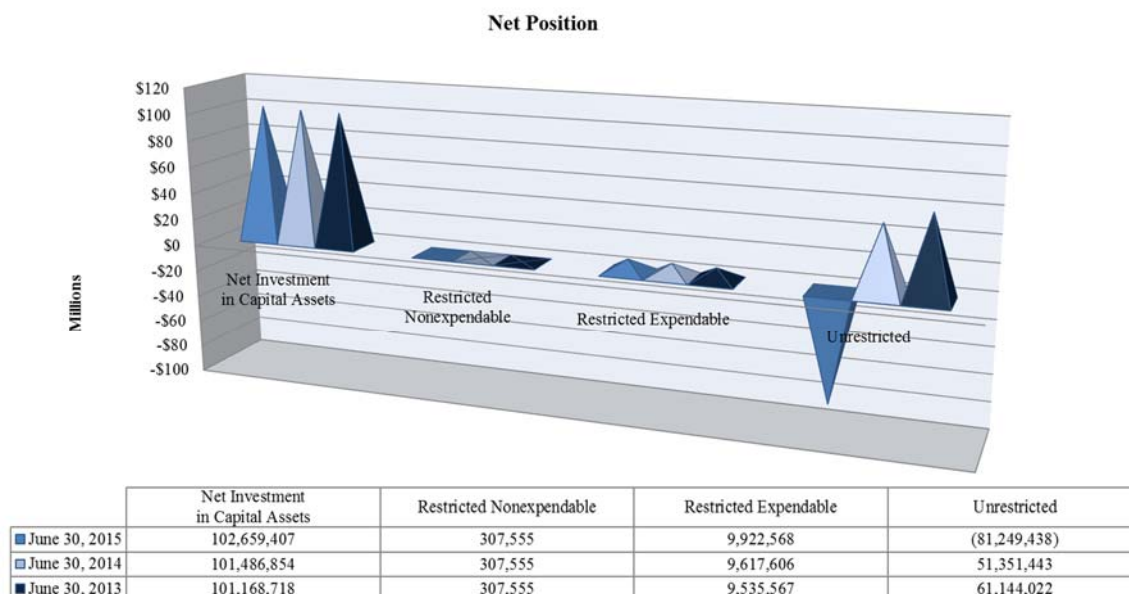 Net Position
$120
$100
$80
$60
$40
$20
$0
-$20
-$40
-$60
-$80
-$100
Millions
Net Investment
in Capital Assets
Restricted
Nonexpendable
Restricted Expendable
Unrestricted
Net Investment
in Capital Assets Restricted Nonexpendable Restricted Expendable Unrestricted
June 30, 2015 102,659,407 307,555 9,922,568 (81,249,438)
June 30, 2014 101,486,854 307,555 9,617,606 51,351,443
June 30, 2013 101,168,718 307,555 9,535,567 61,144,022